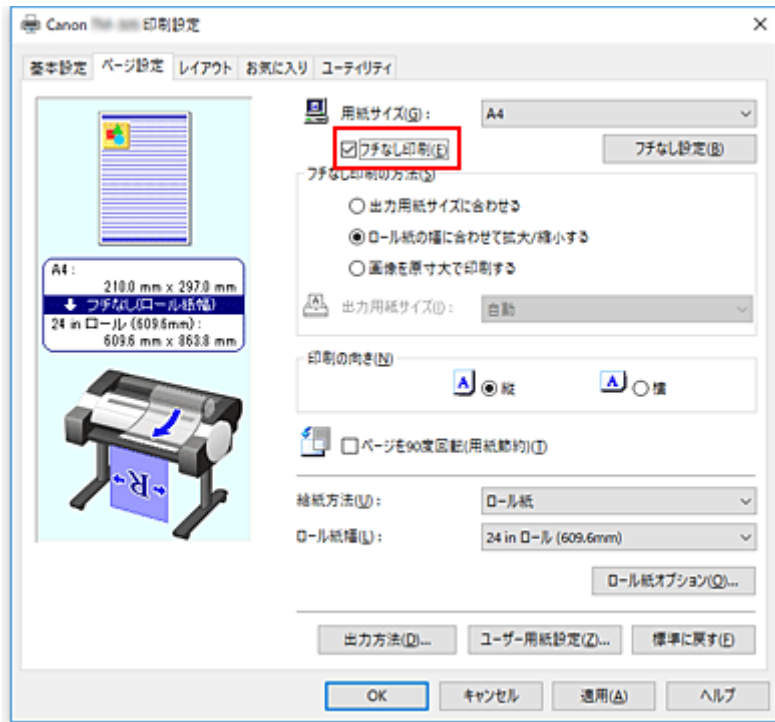 Canon 印刷設定
基本設定 ページ設定 レイアウト お気に入り ユーティリティ
用紙サイズ(G): A4
フチなし印刷(E) フチなし設定(B)
フチなし印刷の方法(S)
出力用紙サイズに合わせる
ロール紙の幅に合わせて拡大/縮小する
画像を原寸大で印刷する
出力用紙サイズ(I): 自動
A4:
210.0 mm x 297.0 mm
フチなし(ロール紙幅)
24 in ロール (609.6mm):
609.6 mm x 863.8 mm
印刷の向き(N)
A 縦 A 横
ページを90度回転(用紙節約)(T)
R
給紙方法(U): ロール紙
ロール紙幅(L): 24 in ロール (609.6mm)
ロール紙オプション(O)...
出力方法(D)... ユーザー用紙設定(Z)... 標準に戻す(F)
OK キャンセル 適用(A) ヘルプ